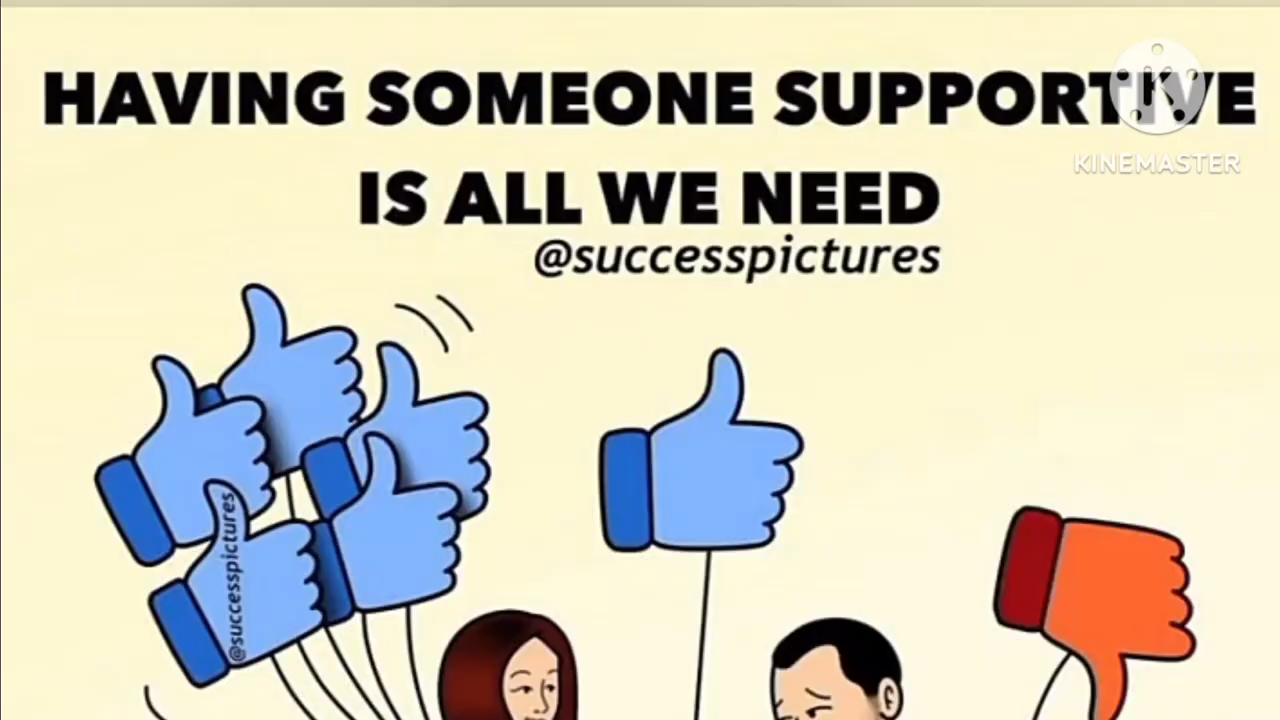 HAVING SOMEONE SUPPORTIVE
KINEMASTER
IS ALL WE NEED
@successpictures
@successpictures